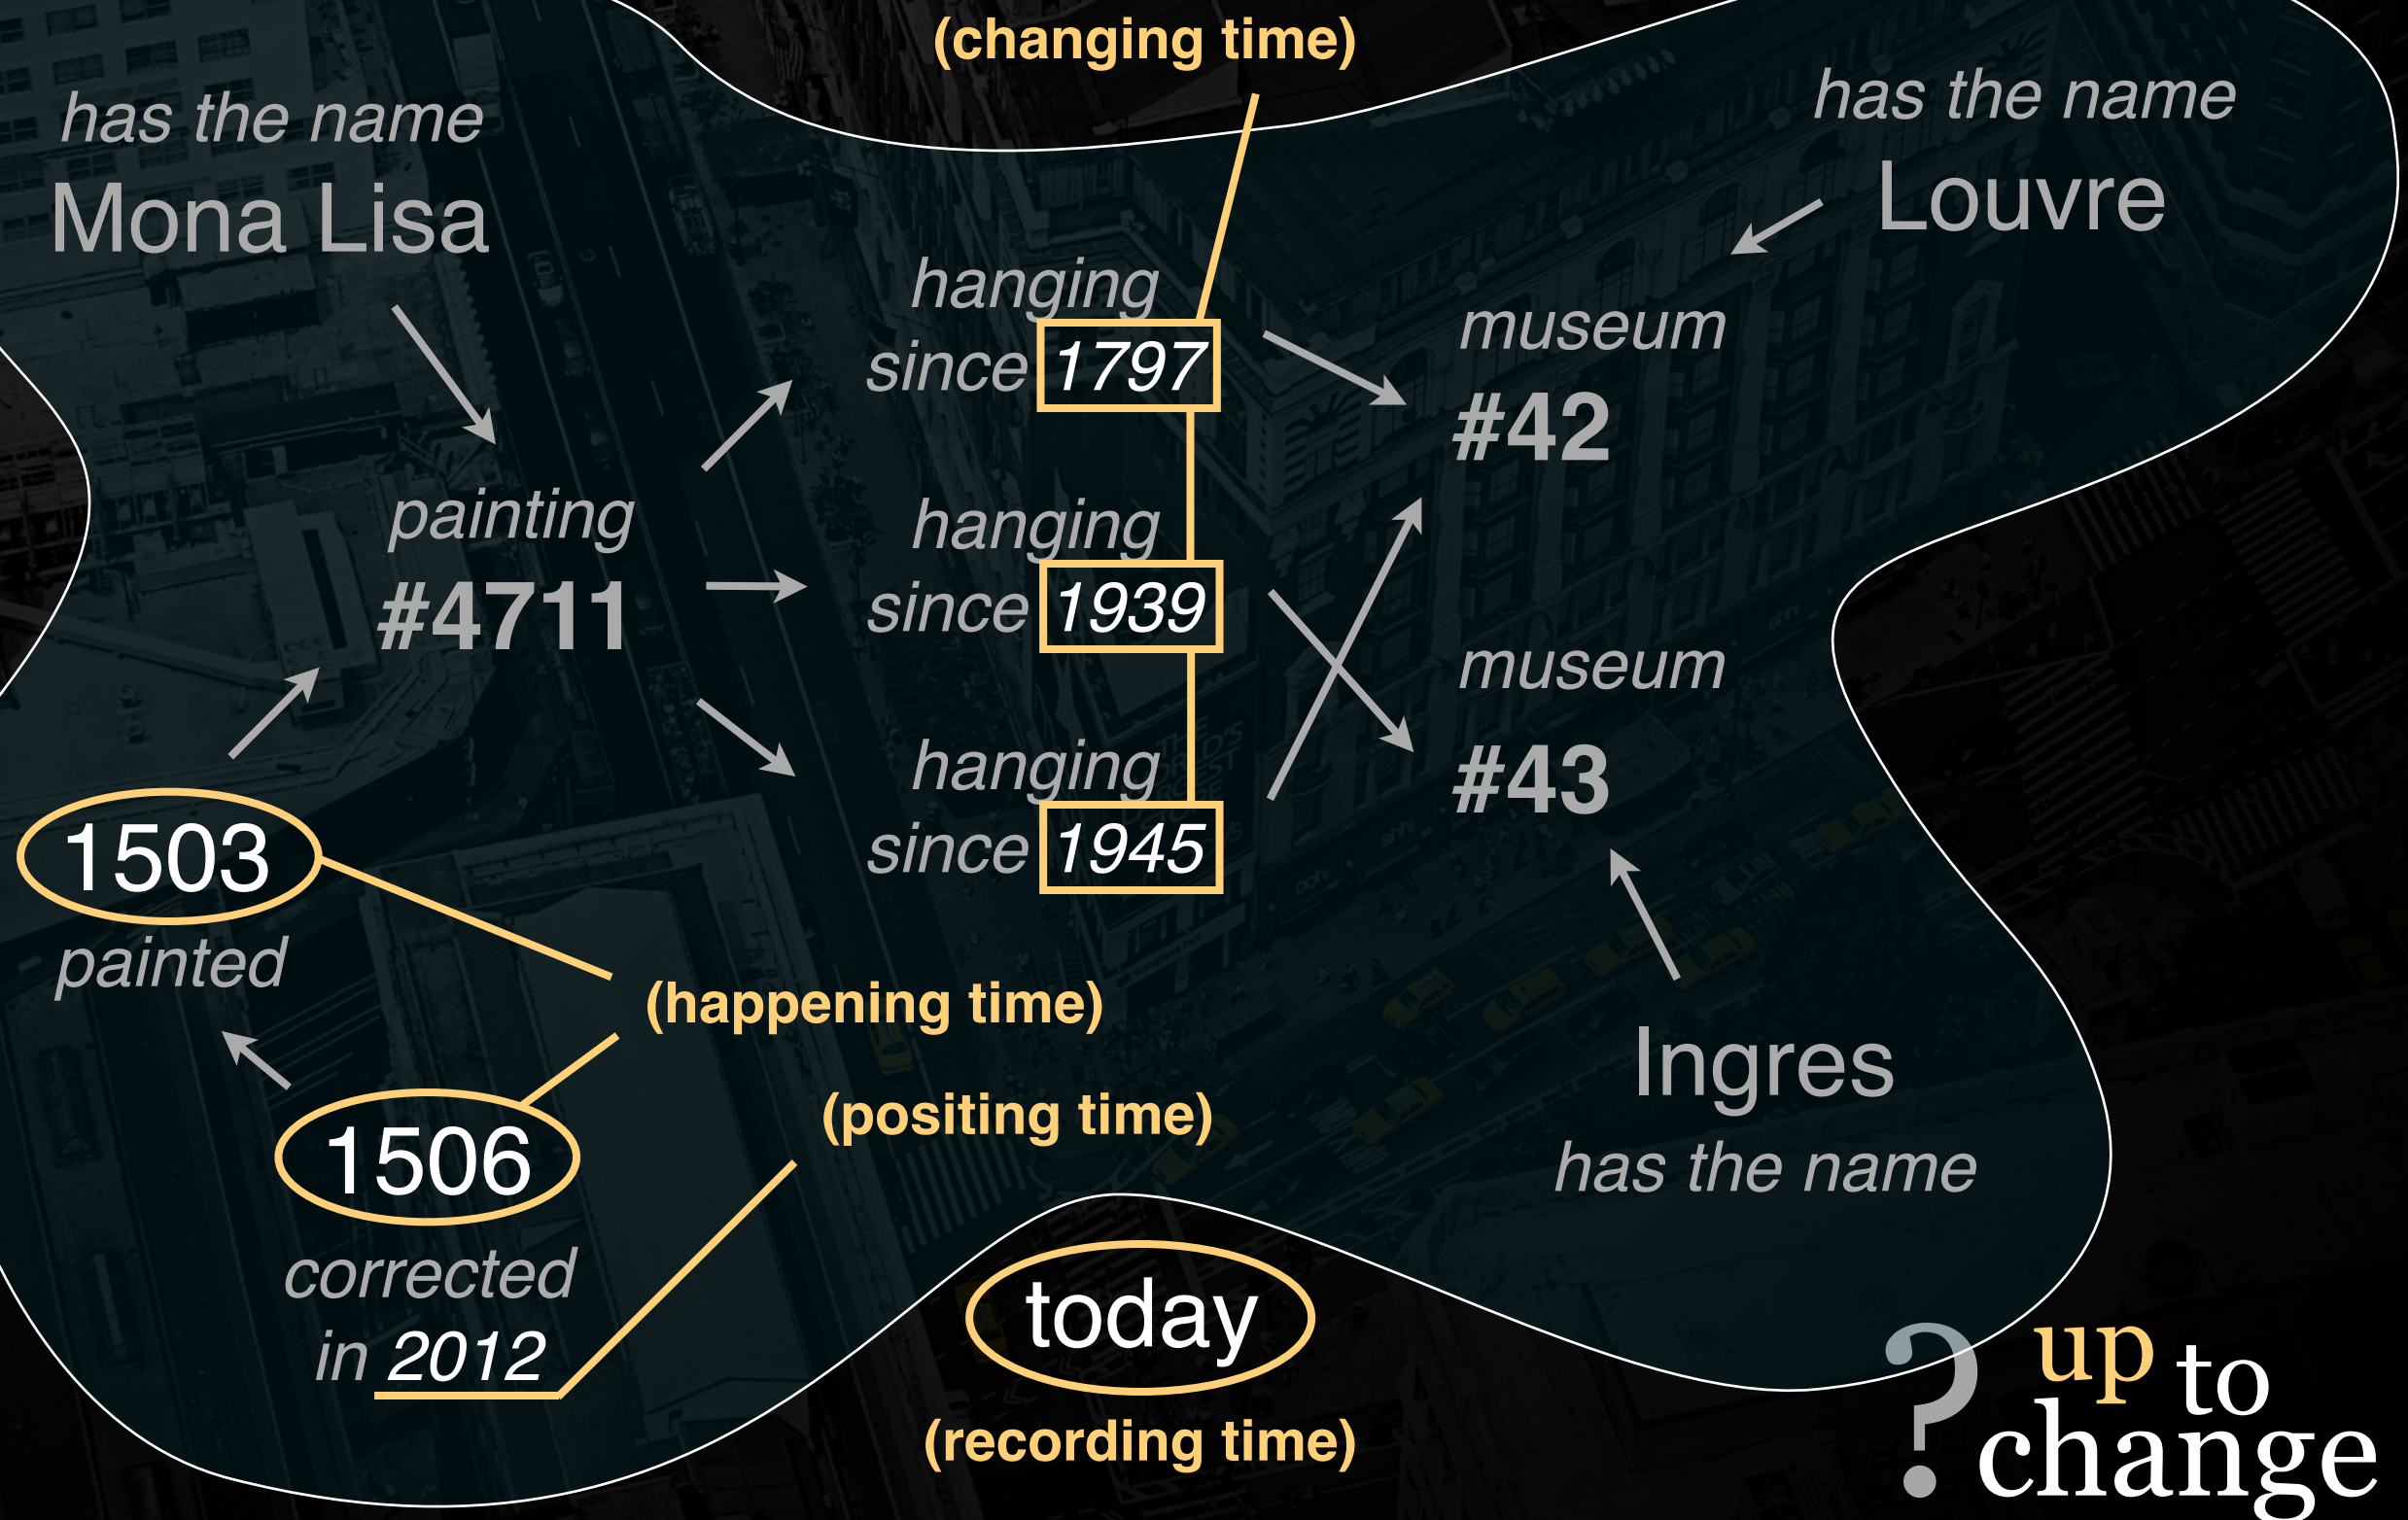 (changing time)
has the name
Mona Lisa
has the name
Louvre
hanging
since 1797
museum
#42
painting
#4711
hanging
since 1939
museum
#43
hanging
since 1945
1503
painted
(happening time)
1506
corrected
in 2012
(positing time)
Ingres
has the name
today
(recording time)
? up to
change